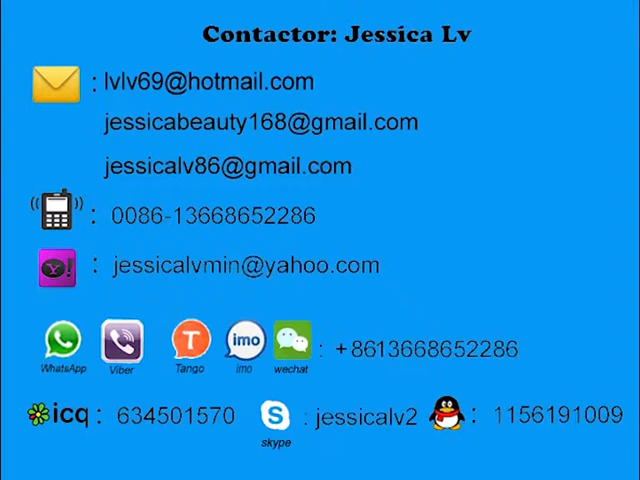 Contactor: Jessica Lv
: lvlv69@hotmail.com
jessicabeauty168@gmail.com
jessicalv86@gmail.com
: 0086-13668652286
Y! : jessicalvmin@yahoo.com
T imo : +8613668652286
WhatsApp Viber Tango imo wechat
icq : 634501570 S : jessicalv2 : 1156191009
skype